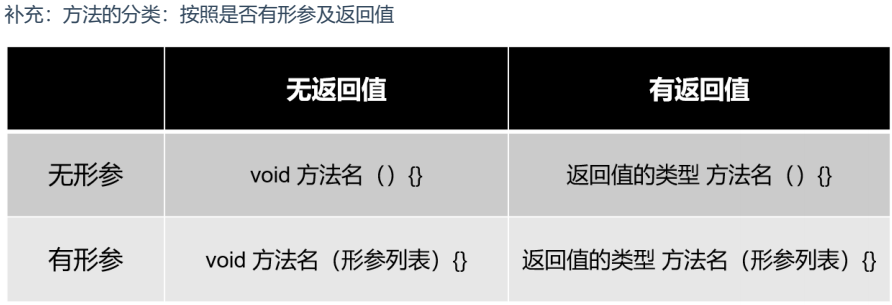 补充：方法的分类：按照是否有形参及返回值
无返回值 有返回值
无形参 void 方法名（）{} 返回值的类型 方法名（）{}
有形参 void 方法名（形参列表）{} 返回值的类型 方法名（形参列表）{}